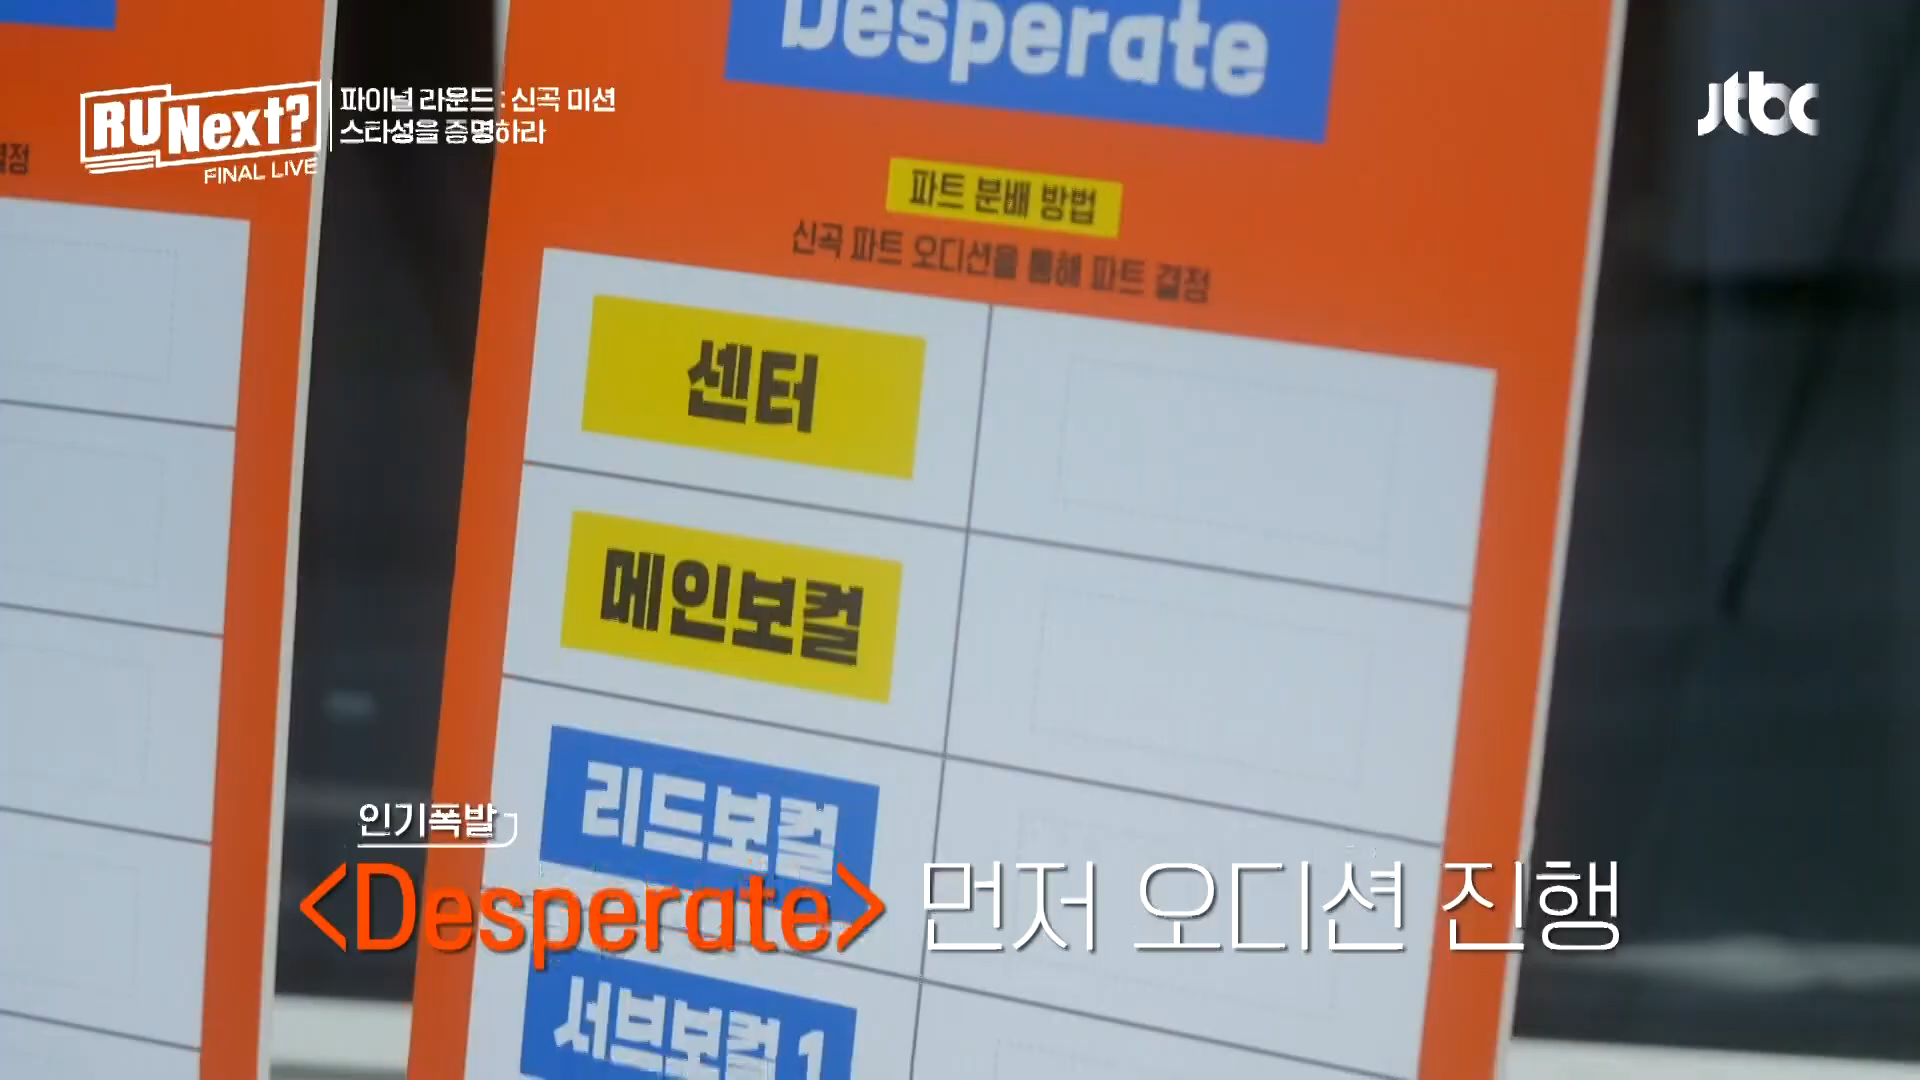 Desperate
RUNext?
FINAL LIVE
파이널 라운드 : 신곡 미션
스타성을 증명하라
jtbc
결정
파트 분배 방법
신곡 파트 오디션을 통해 파트 결정
센터
메인보컬
리드보컬
서브보컬 1
인기폭발
<Desperate> 먼저 오디션 진행